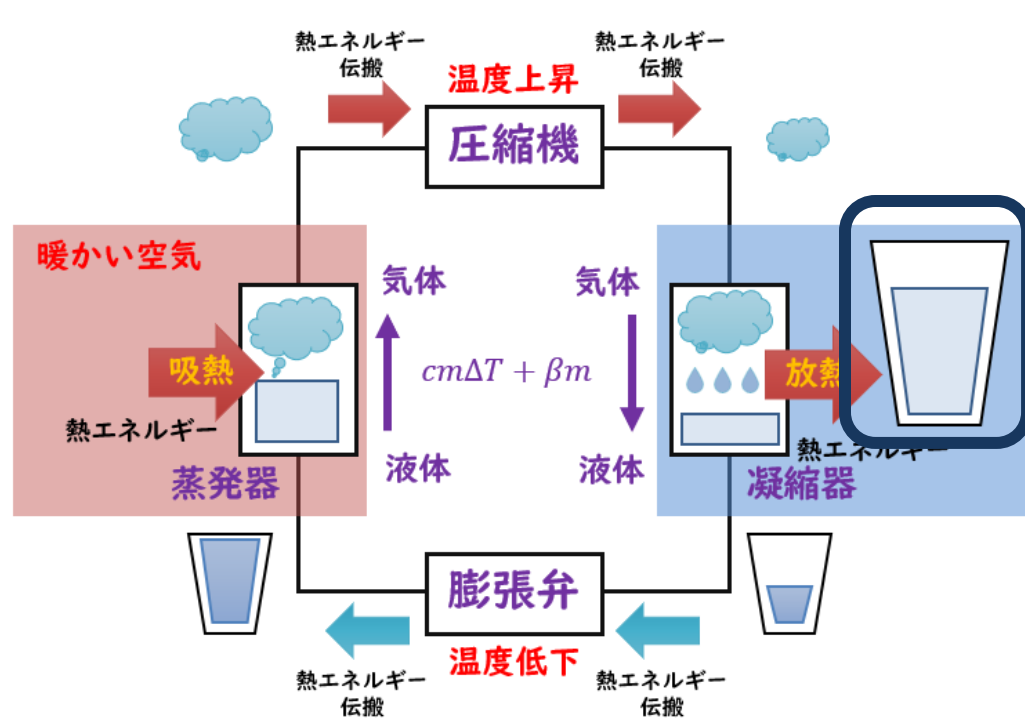 熱エネルギー
伝搬
熱エネルギー
伝搬
温度上昇
圧縮機
暖かい空気
気体
気体
吸熱
cmΔT + βm
放熱
熱エネルギー
熱エネルギー
液体
液体
蒸発器
凝縮器
膨張弁
温度低下
熱エネルギー
伝搬
熱エネルギー
伝搬